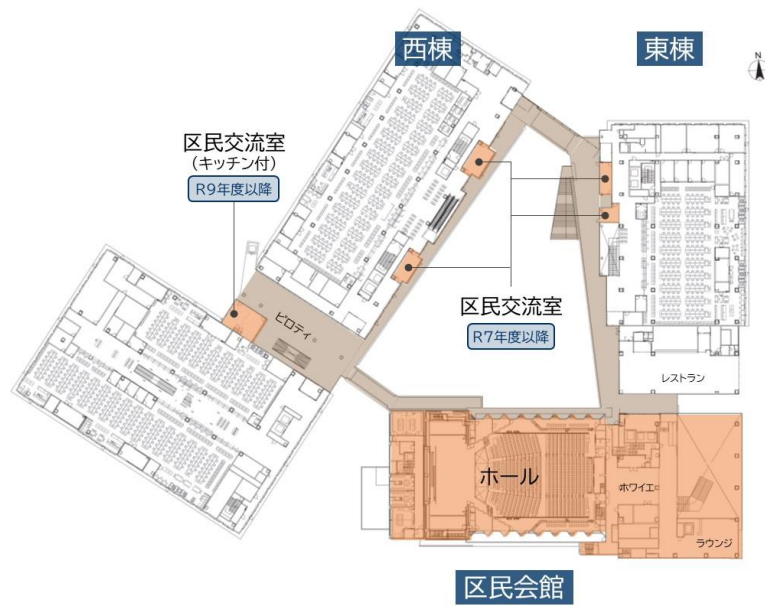 西棟
東棟
N
区民交流室
（キッチン付）
R9年度以降
ピロティ
区民交流室
R7年度以降
レストラン
ホール
ホワイエ
ラウンジ
区民会館